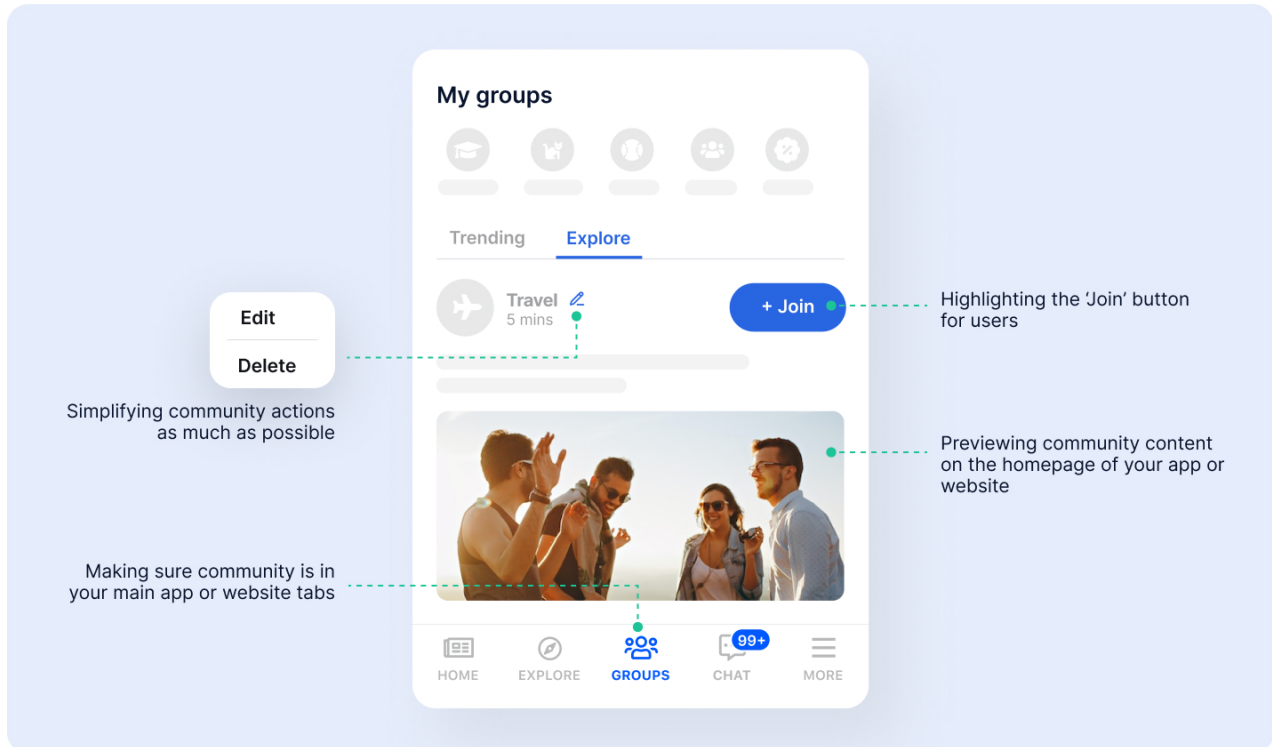 My groups
Trending
Explore
Travel
5 mins
+ Join
Edit
Delete
Simplifying community actions
as much as possible
Highlighting the ‘Join’ button
for users
Previewing community content
on the homepage of your app or
website
Making sure community is in
your main app or website tabs
99+
HOME
EXPLORE
GROUPS
CHAT
MORE